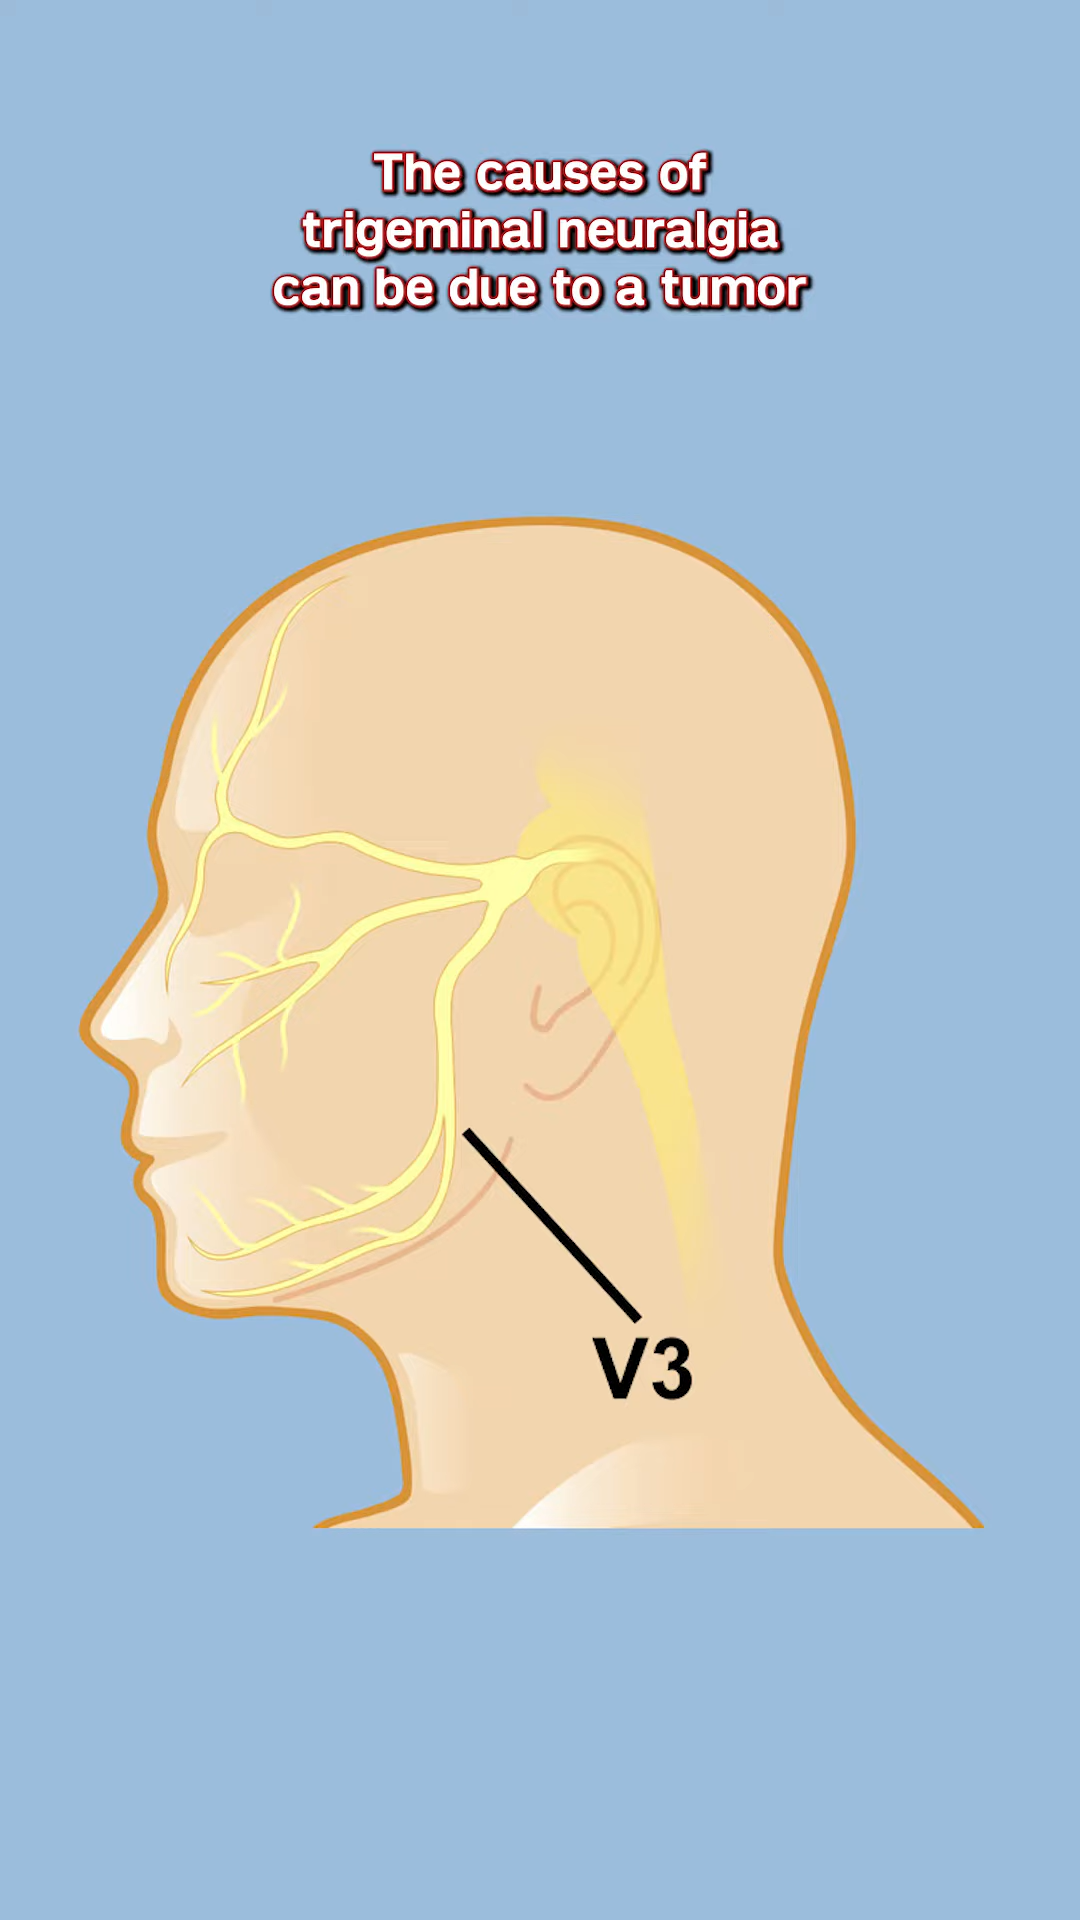 The causes of
trigeminal neuralgia
can be due to a tumor
V3